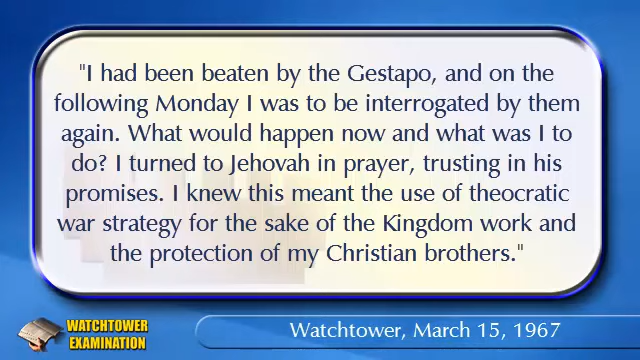 "I had been beaten by the Gestapo, and on the
following Monday I was to be interrogated by them
again. What would happen now and what was I to
do? I turned to Jehovah in prayer, trusting in his
promises. I knew this meant the use of theocratic
war strategy for the sake of the Kingdom work and
the protection of my Christian brothers."
WATCHTOWER
EXAMINATION
Watchtower, March 15, 1967